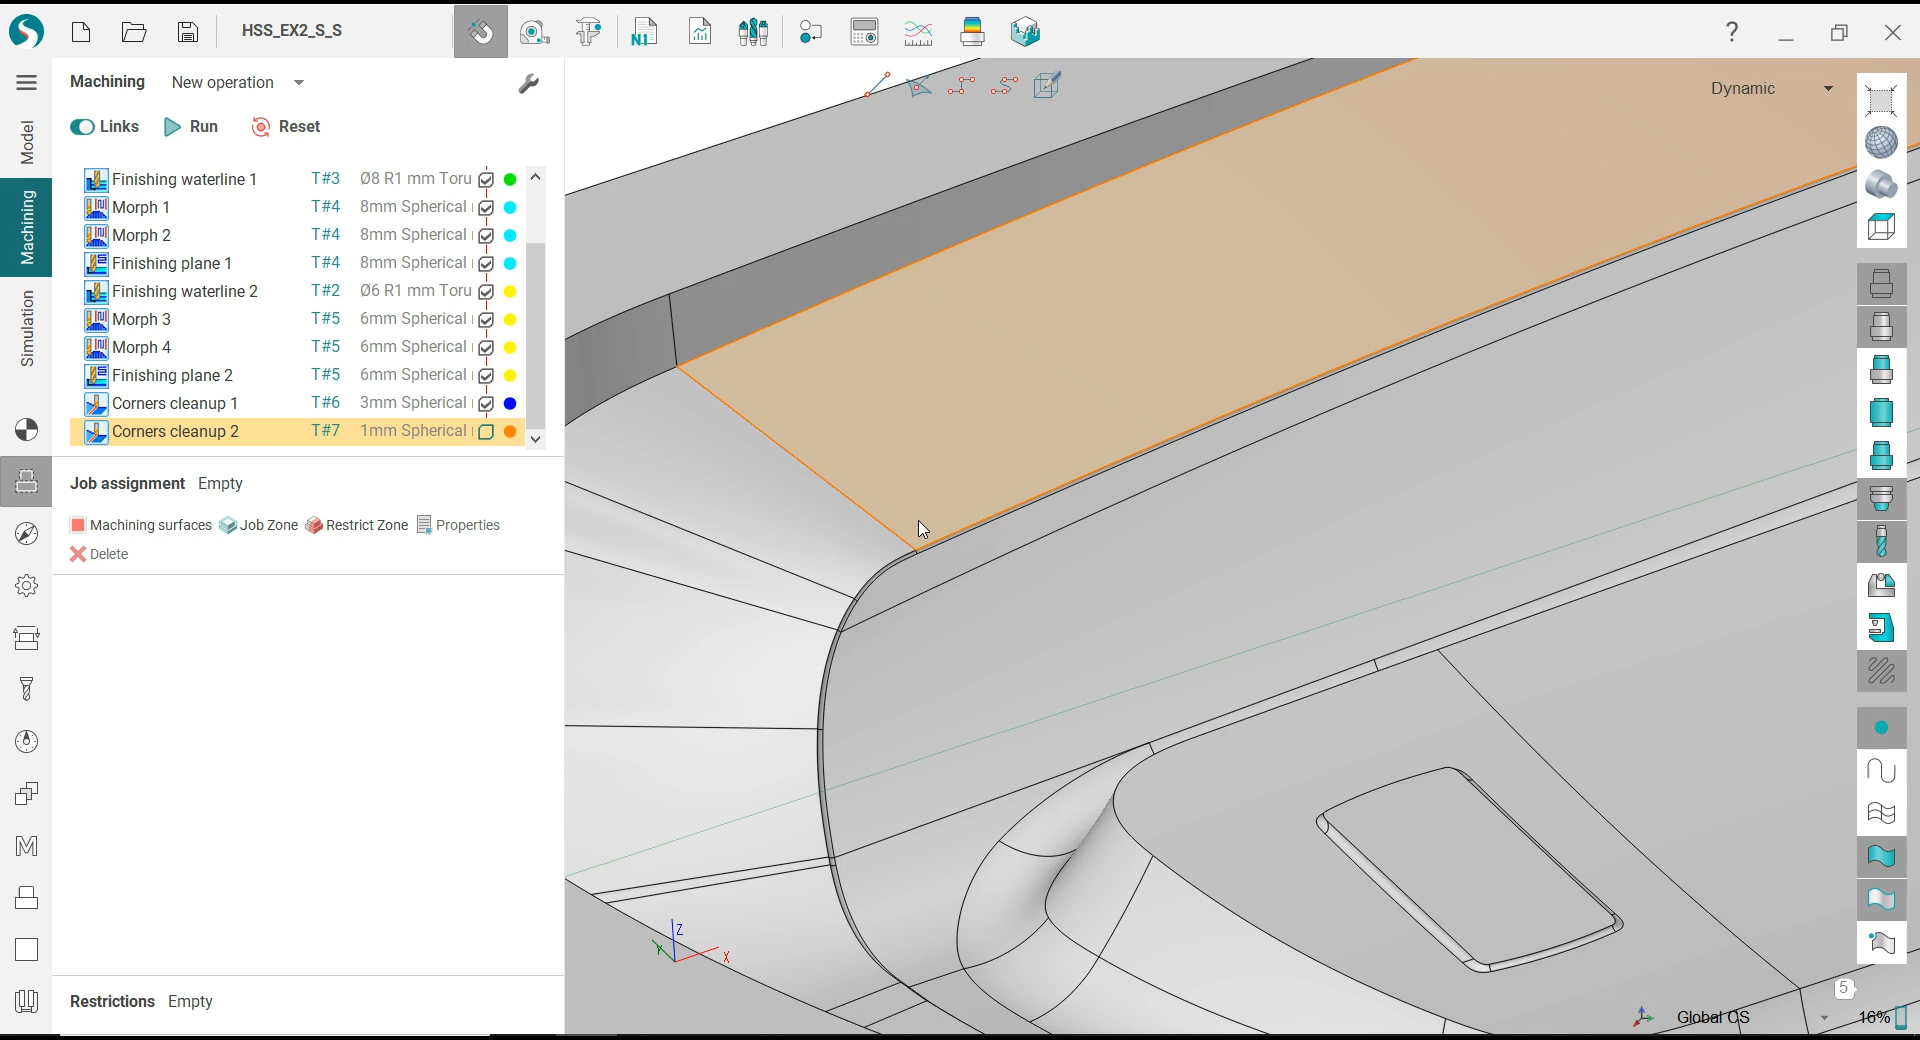 HSS_EX2_S_S
N1
?
Machining New operation
Links Run Reset
Dynamic
Model
Machining
Simulation
Finishing waterline 1 T#3 Ø8 R1 mm Toru
Morph 1 T#4 8mm Spherical
Morph 2 T#4 8mm Spherical
Finishing plane 1 T#4 8mm Spherical
Finishing waterline 2 T#2 Ø6 R1 mm Toru
Morph 3 T#5 6mm Spherical
Morph 4 T#5 6mm Spherical
Finishing plane 2 T#5 6mm Spherical
Corners cleanup 1 T#6 3mm Spherical
Corners cleanup 2 T#7 1mm Spherical
Job assignment Empty
Machining surfaces Job Zone Restrict Zone Properties
Delete
Z
Y
X
Restrictions Empty
5
Global CS 16%